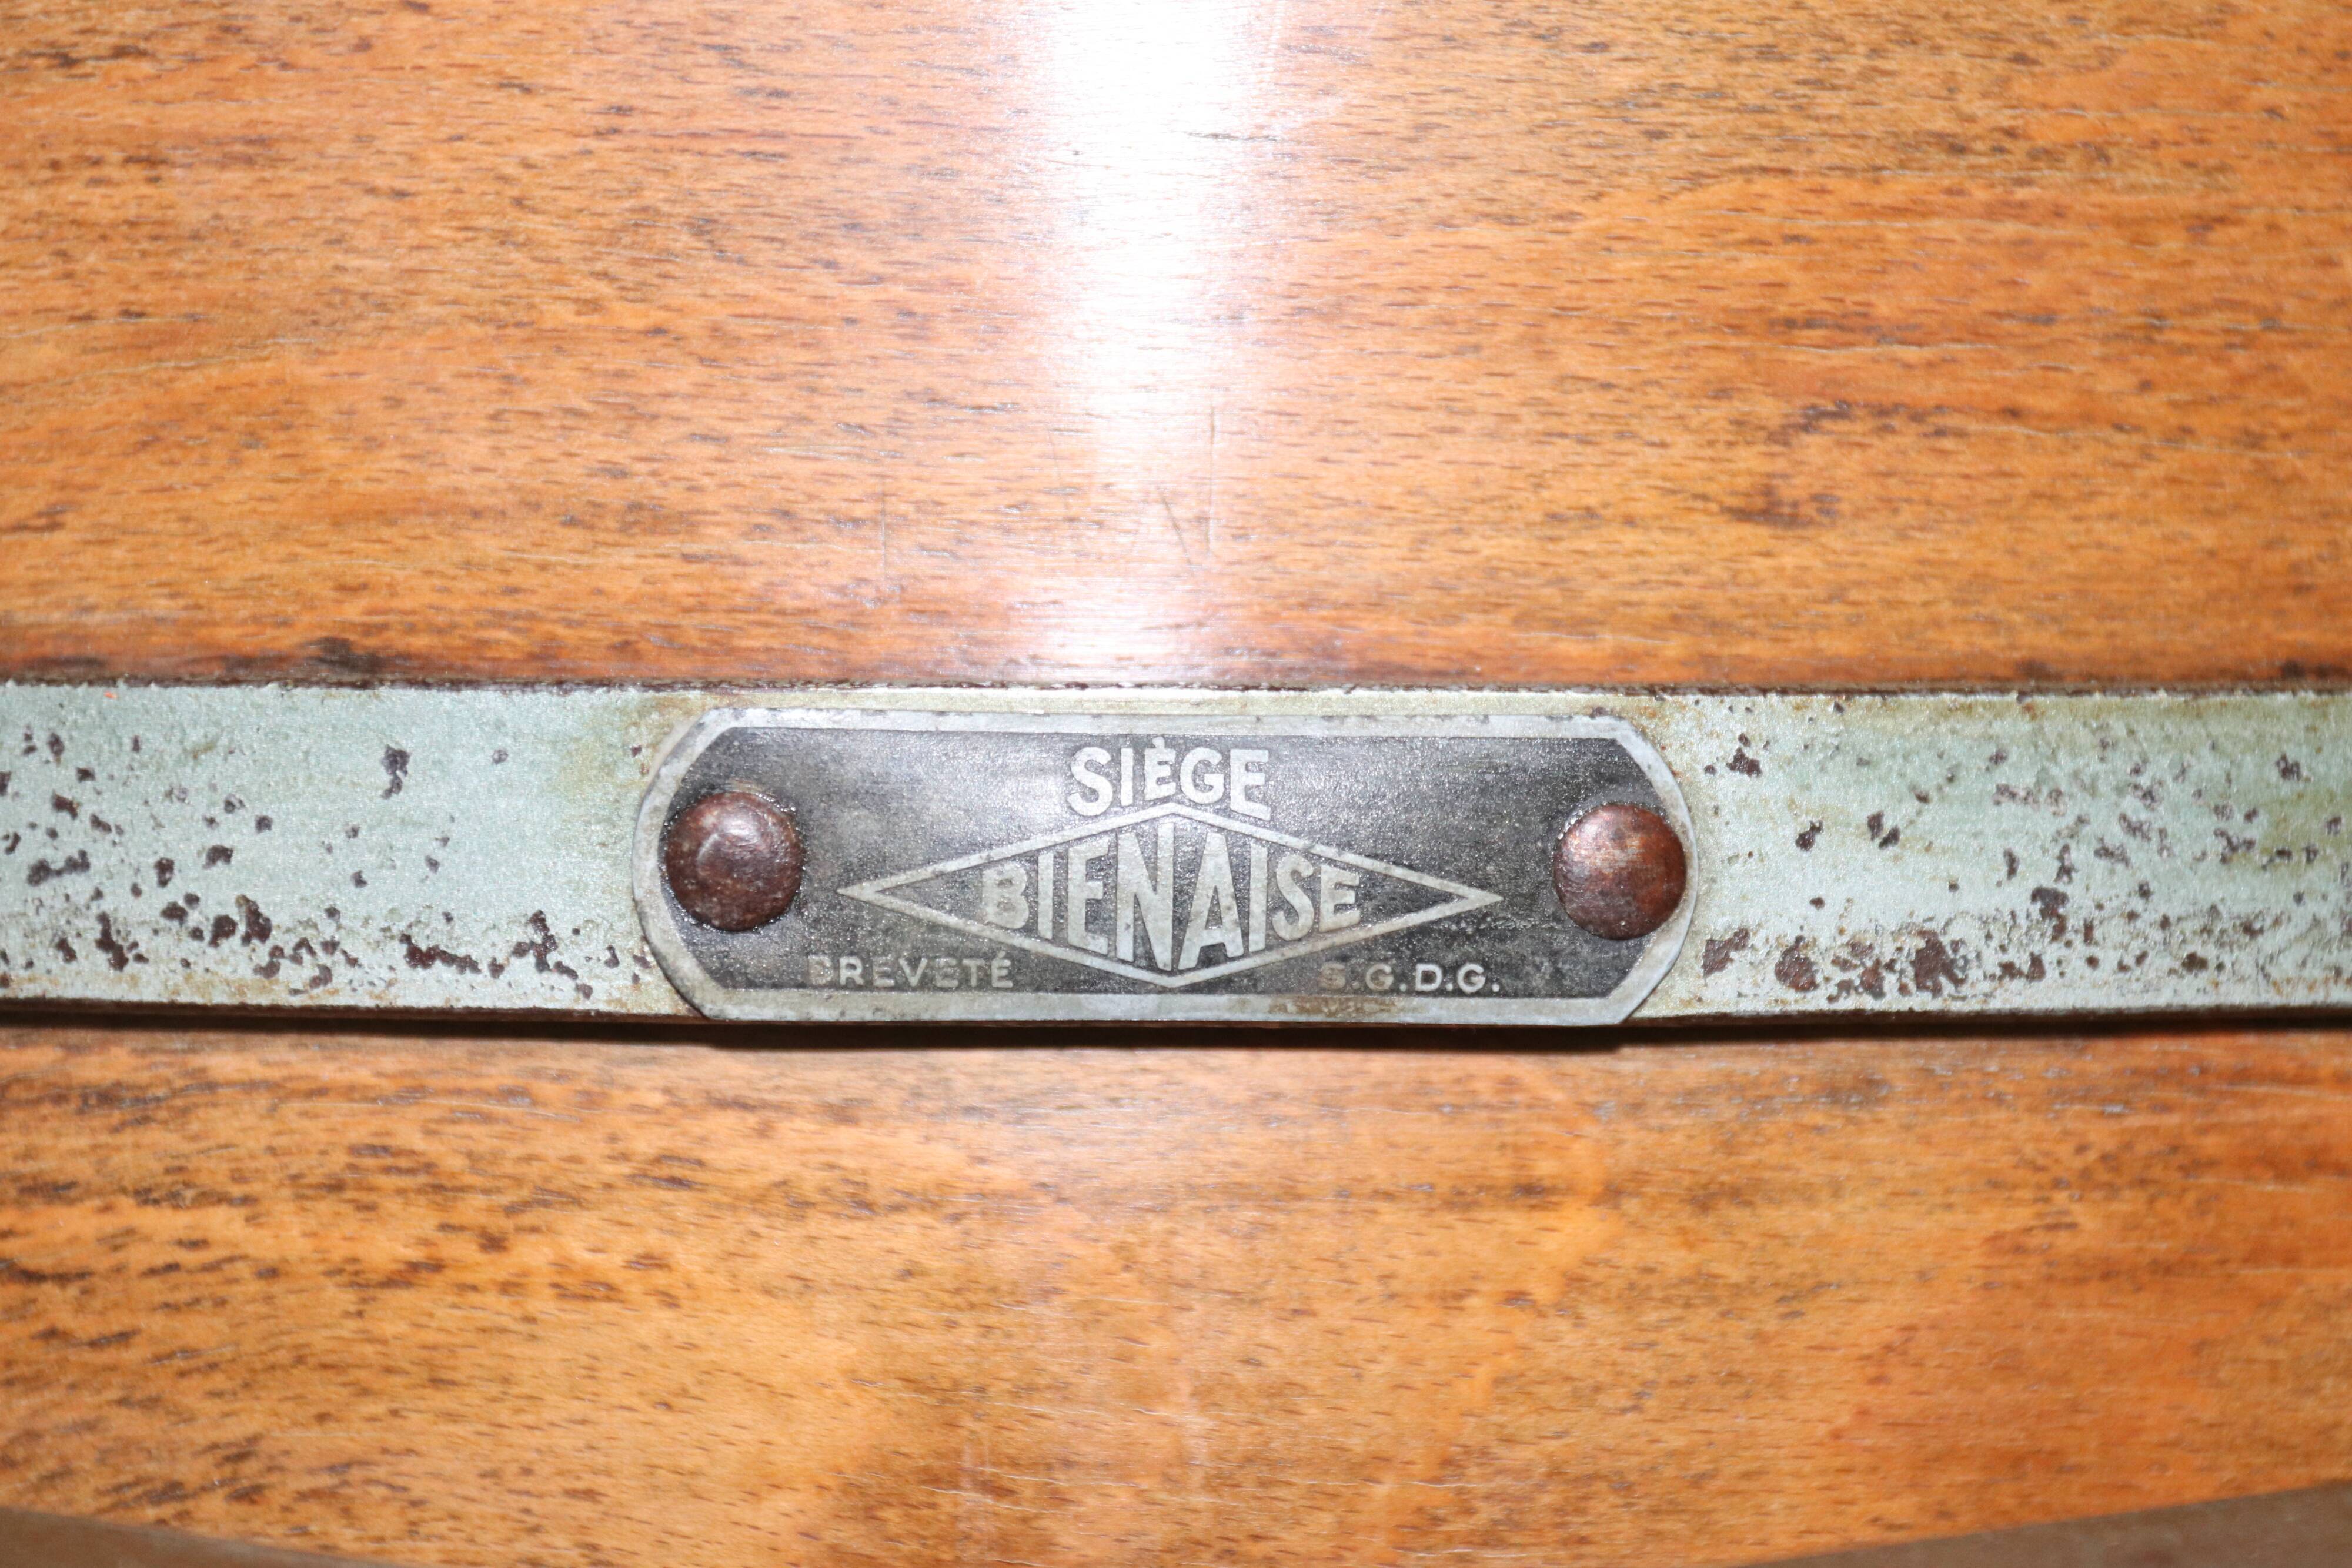 SIÈGE
BIENAISE
BREVETÉ S.G.D.G.